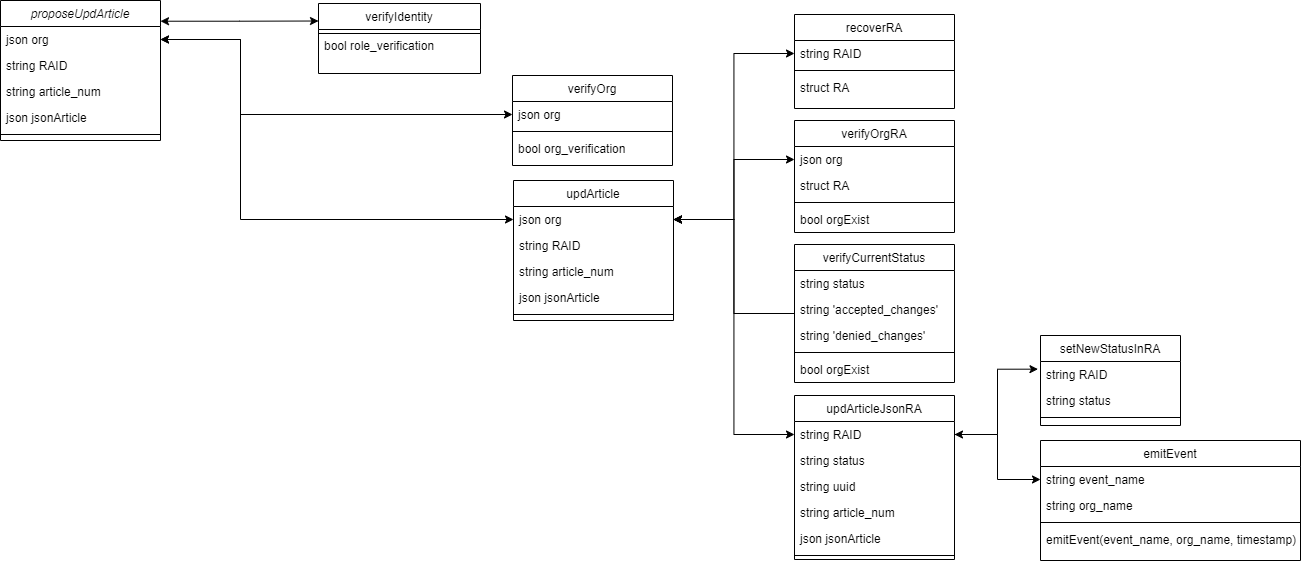 proposeUpdArticle
json org
string RAID
string article_num
json jsonArticle
verifyIdentity
bool role_verification
verifyOrg
json org
bool org_verification
updArticle
json org
string RAID
string article_num
json jsonArticle
recoverRA
string RAID
struct RA
verifyOrgRA
json org
struct RA
bool orgExist
verifyCurrentStatus
string status
string 'accepted_changes'
string 'denied_changes'
bool orgExist
updArticleJsonRA
string RAID
string status
string uuid
string article_num
json jsonArticle
setNewStatusInRA
string RAID
string status
emitEvent
string event_name
string org_name
emitEvent(event_name, org_name, timestamp)